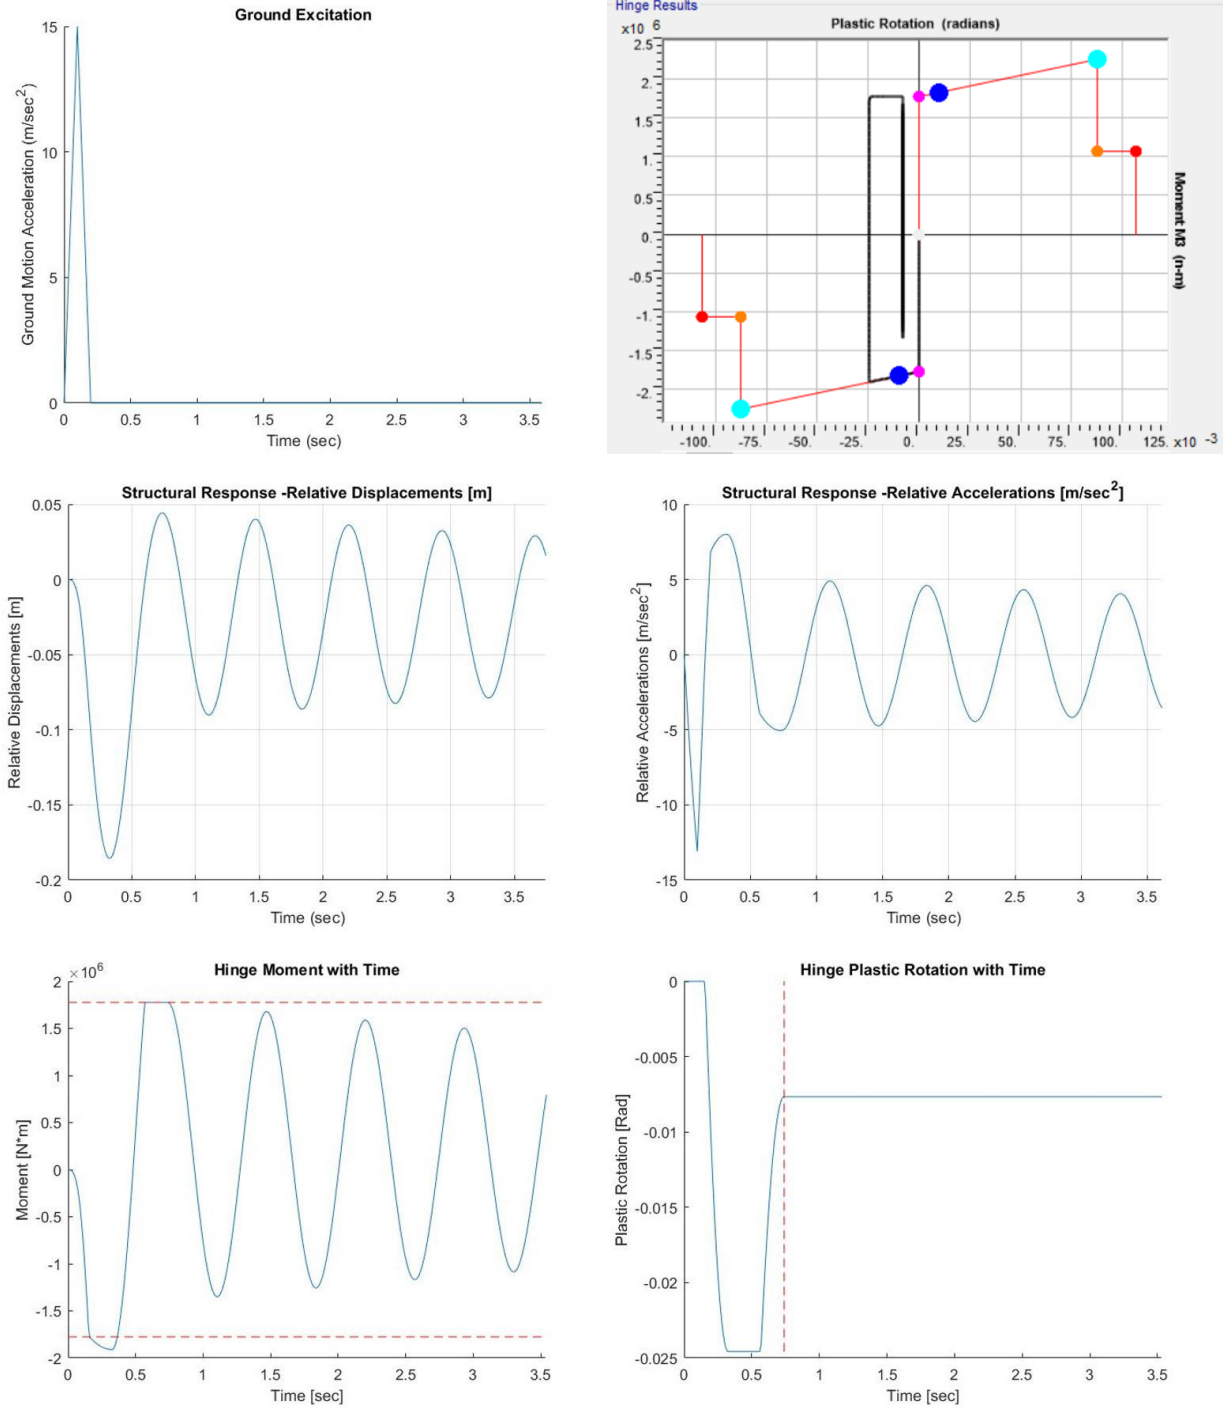 Ground Excitation
15
10
5
0
0 0.5 1 1.5 2 2.5 3 3.5
Ground Motion Acceleration (m/sec2)
Time (sec)
Hinge Results
x10 6
Plastic Rotation (radians)
2.5
2.
1.5
1.
0.5
0.
-0.5
-1.
-1.5
-2.
-100. -75. -50. -25. 0. 25. 50. 75. 100. 125. x10 -3
Moment M3 (n-m)
Structural Response -Relative Displacements [m]
0.05
0
-0.05
-0.1
-0.15
-0.2
0 0.5 1 1.5 2 2.5 3 3.5
Relative Displacements [m]
Time (sec)
Structural Response -Relative Accelerations [m/sec2]
10
5
0
-5
-10
-15
0 0.5 1 1.5 2 2.5 3 3.5
Relative Accelerations [m/sec2]
Time (sec)
Hinge Moment with Time
×106
2
1.5
1
0.5
0
-0.5
-1
-1.5
-2
0 0.5 1 1.5 2 2.5 3 3.5
Moment [N*m]
Time [sec]
Hinge Plastic Rotation with Time
0
-0.005
-0.01
-0.015
-0.02
-0.025
0 0.5 1 1.5 2 2.5 3 3.5
Plastic Rotation [Rad]
Time [sec]